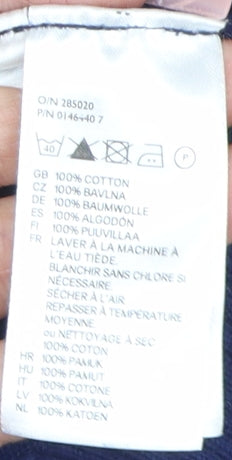 O/N 285020
P/N 0146440 7
40 P
GB 100% COTTON
CZ 100% BAVLNA
DE 100% BAUMWOLLE
ES 100% ALGODÓN
FI 100% PUUVILLAA
FR LAVER À LA MACHINE À
L'EAU TIÈDE.
BLANCHIR SANS CHLORE SI
NÉCESSAIRE
SÉCHER À L'AIR
REPASSER À TEMPÉRATURE
MOYENNE
ou NETTOYAGE À SEC
100% COTON
HR 100% PAMUK
HU 100% PAMUT
IT 100% COTONE
LV 100% KOKVILNA
NL 100% KATOEN